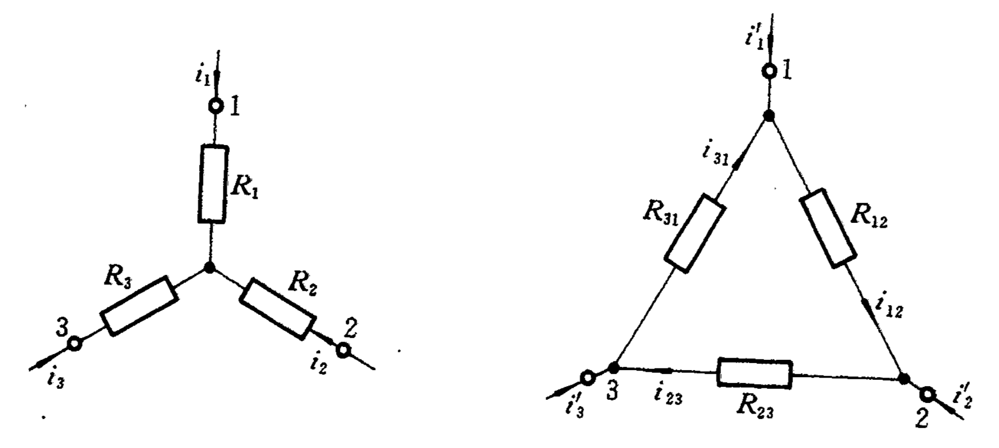 i₁
1
R₁
R₃
R₂
3
2
i₃
i₂
i′₁
1
i₃₁
R₃₁
R₁₂
i₁₂
3
i₂₃
R₂₃
i′₃
i′₂
2